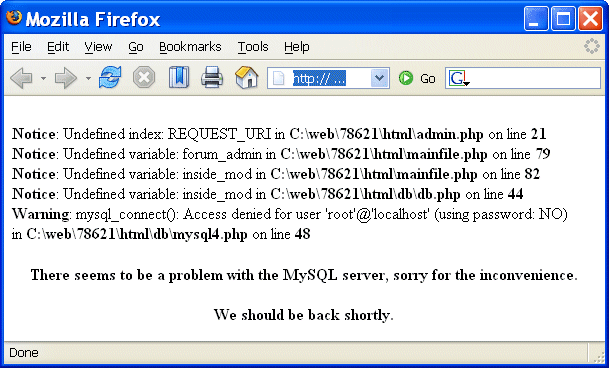 Mozilla Firefox
File Edit View Go Bookmarks Tools Help
http:// ... Go G
Notice: Undefined index: REQUEST_URI in C:\web\78621\html\admin.php on line 21
Notice: Undefined variable: forum_admin in C:\web\78621\html\mainfile.php on line 79
Notice: Undefined variable: inside_mod in C:\web\78621\html\mainfile.php on line 82
Notice: Undefined variable: inside_mod in C:\web\78621\html\db\db.php on line 44
Warning: mysql_connect(): Access denied for user 'root'@'localhost' (using password: NO)
in C:\web\78621\html\db\mysql4.php on line 48
There seems to be a problem with the MySQL server, sorry for the inconvenience.
We should be back shortly.
Done